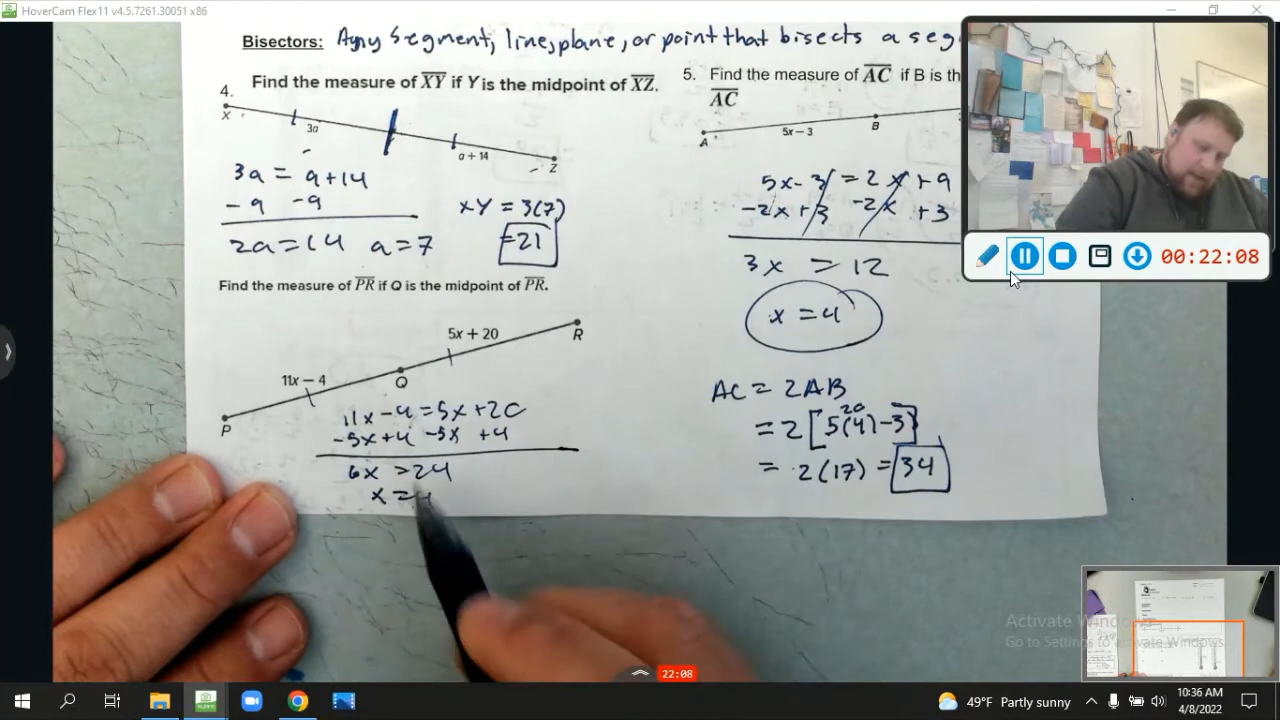 HoverCam Flex11 v4.5.7261.30051 x86
Bisectors: Any segment, line, plane, or point that bisects a seg
4. Find the measure of XY if Y is the midpoint of XZ.
X
3a
a + 14
Z
3a = a+14
-a -a
2a=14 a=7
XY = 3(7)
=21
5. Find the measure of AC if B is th
AC
A
5x – 3
B
5x-3 = 2x+9
-2x+3 -2x +3
3x = 12
x = 4
AC = 2AB
20
= 2[5(4)-3]
= 2(17) = 34
Find the measure of PR if Q is the midpoint of PR.
5x + 20
R
11x – 4
Q
P
11x-4=5x+20
-5x+4 -5x +4
6x =24
x =4
00:22:08
Activate Windows
Go to Settings to activate Windows.
22:08
49°F Partly sunny
10:36 AM
4/8/2022